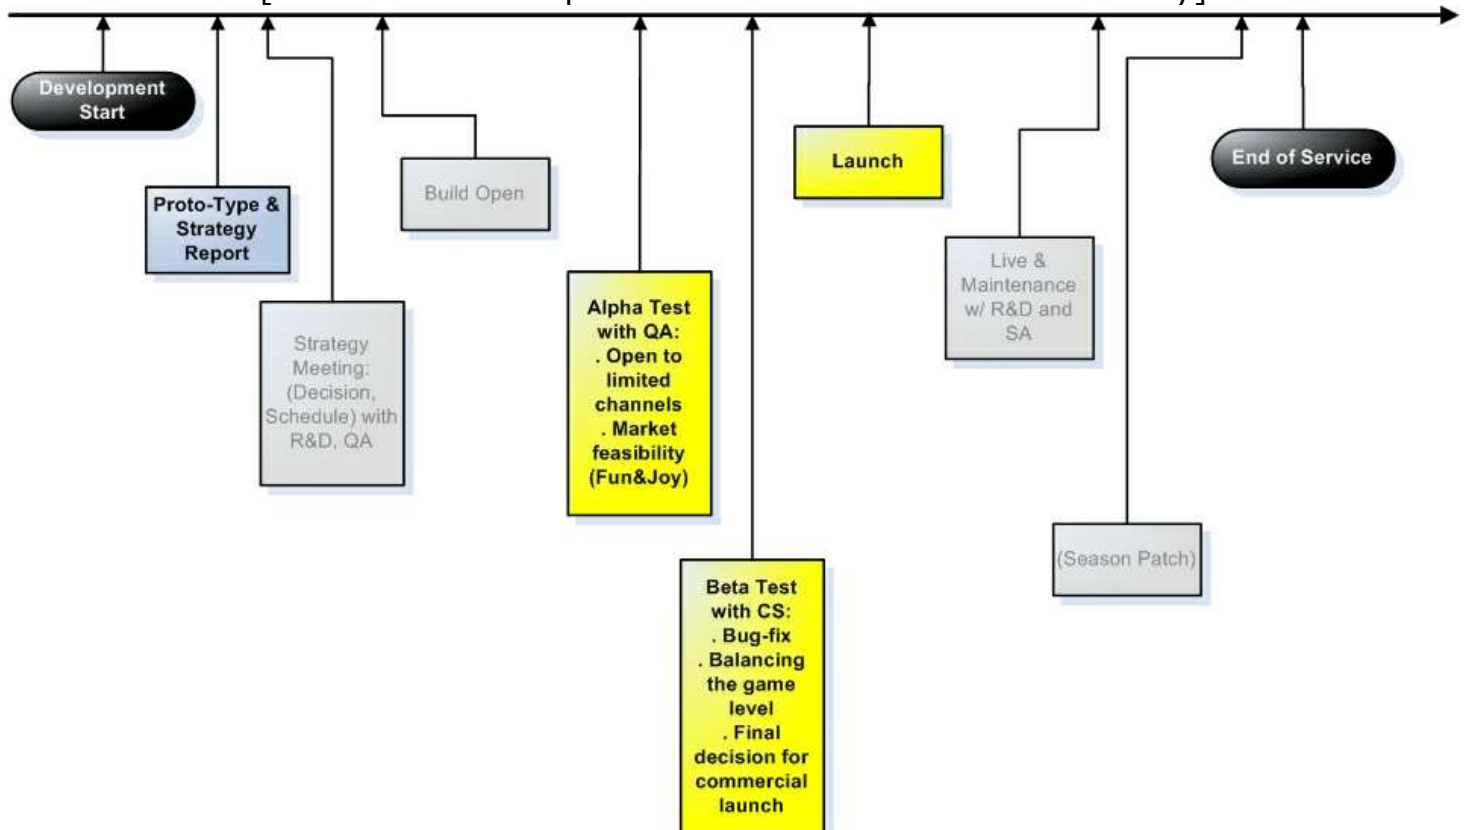 Development
Start
Proto-Type &
Strategy
Report
Strategy
Meeting:
(Decision,
Schedule) with
R&D, QA
Build Open
Alpha Test
with QA:
. Open to
limited
channels
. Market
feasibility
(Fun&Joy)
Beta Test
with CS:
. Bug-fix
. Balancing
the game
level
. Final
decision for
commercial
launch
Launch
Live &
Maintenance
w/ R&D and
SA
(Season Patch)
End of Service